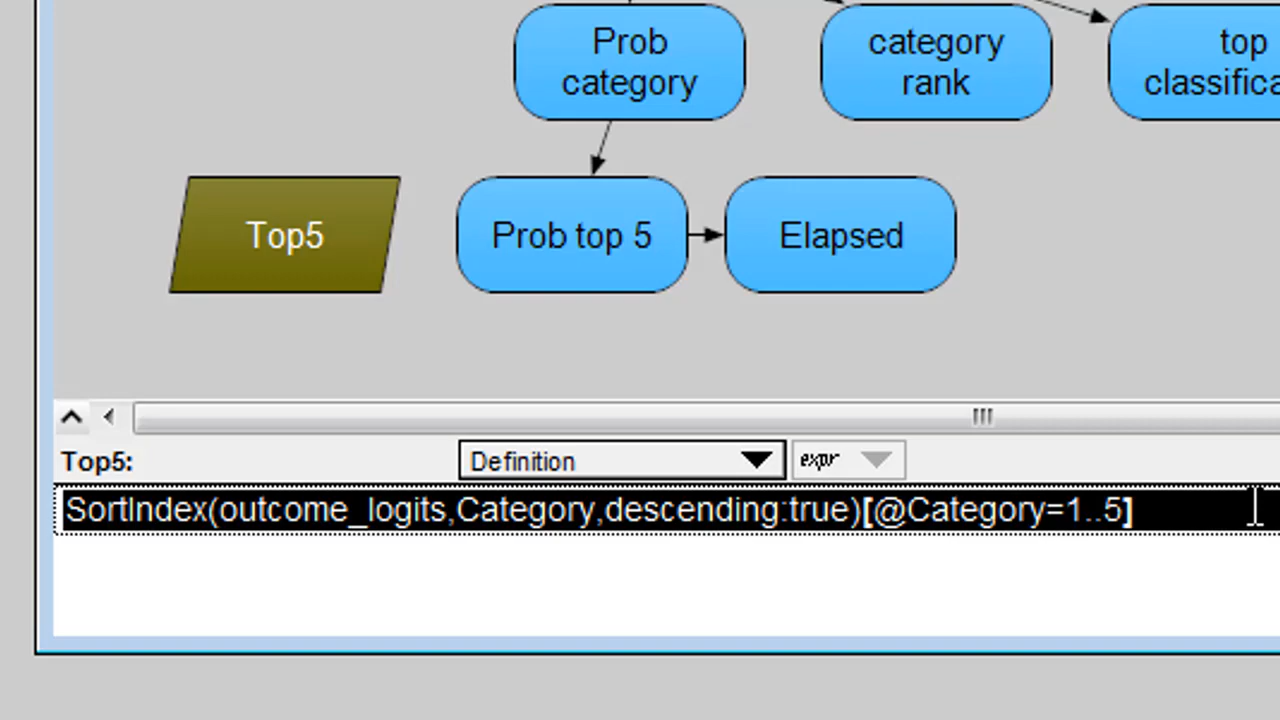 Prob
category
category
rank
top
classifica
Top5
Prob top 5
Elapsed
Top5:
Definition
expr
SortIndex(outcome_logits,Category,descending:true)[@Category=1..5]